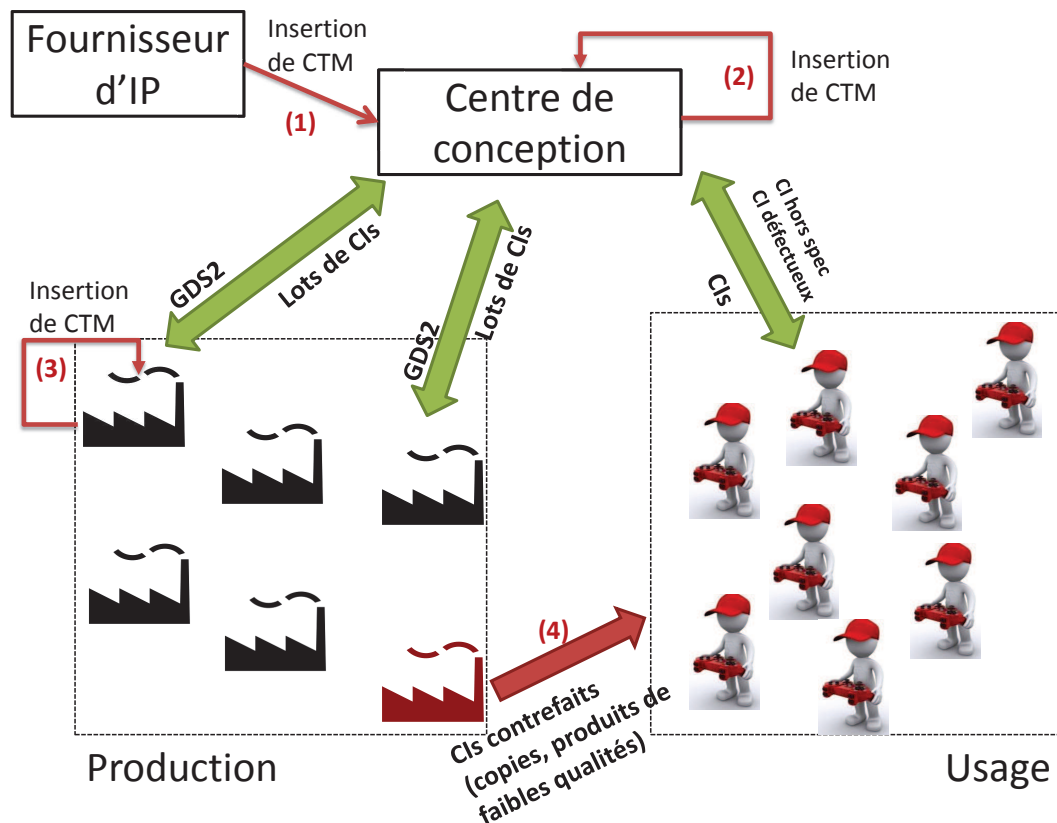 Fournisseur
d'IP
Insertion
de CTM
(1)
Centre de
conception
(2)
Insertion
de CTM
GDS2
Lots de CIs
GDS2
Lots de CIs
CI hors spec
CI défectueux
CIs
Insertion
de CTM
(3)
(4)
CIs contrefaits
(copies, produits de
faibles qualités)
Production
Usage